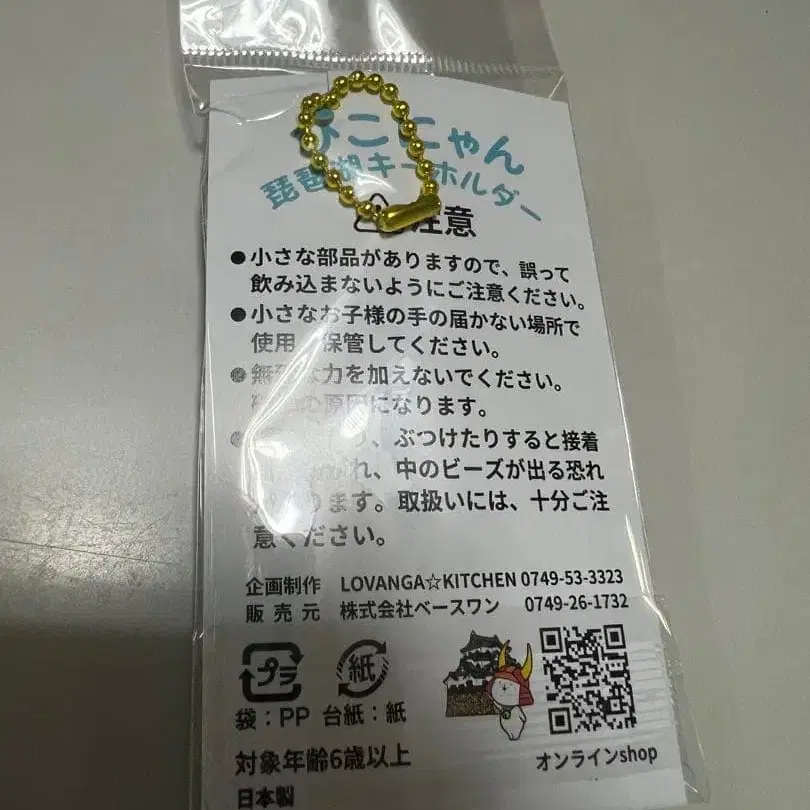 こにゃん
琵琶湖キーホルダー
注意
●小さな部品がありますので、誤って
飲み込まないようにご注意ください。
●小さなお子様の手の届かない場所で
使用 保管してください。
● な力を加えないでください。
の原因になります。
、ぶつけたりすると接着
れ、中のビーズが出る恐れ
ります。取扱いには、十分ご注
意ください。
企画制作 LOVANGA☆KITCHEN 0749-53-3323
販売元 株式会社ベースワン 0749-26-1732
プラ 紙
袋：PP 台紙：紙
オンラインshop
対象年齢6歳以上
日本製